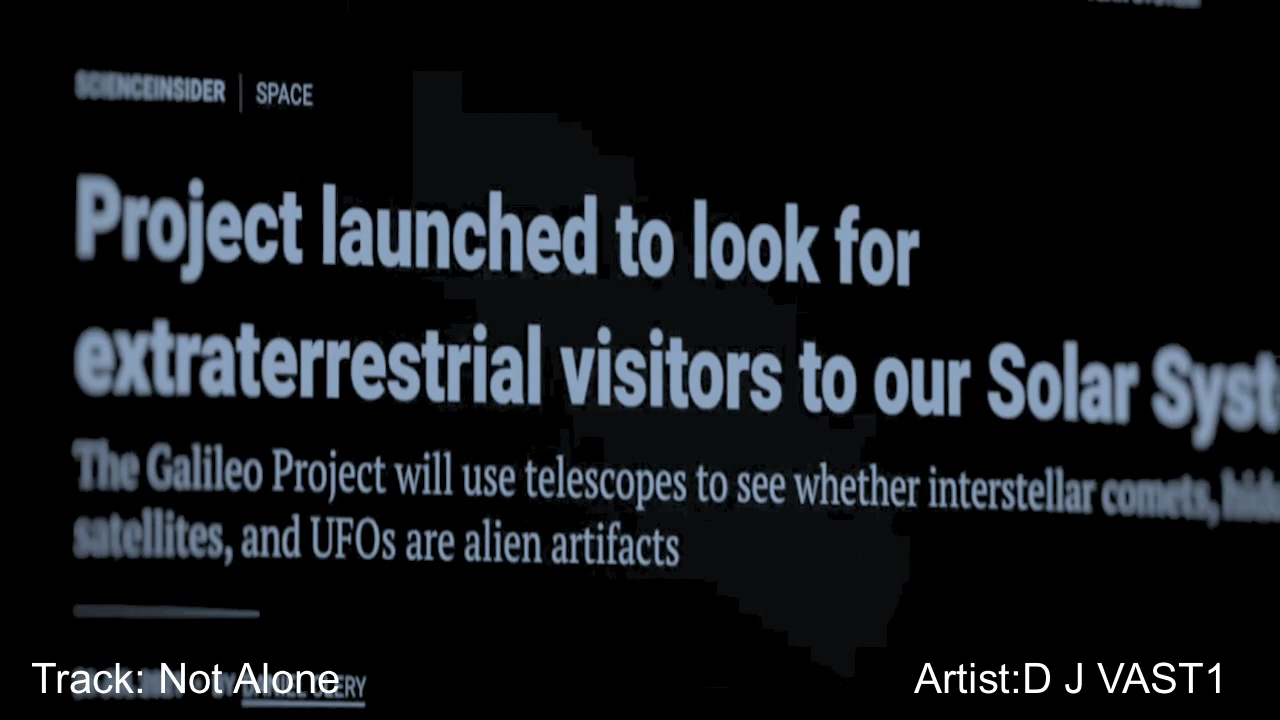 SCIENCEINSIDER | SPACE
Project launched to look for
extraterrestrial visitors to our Solar Syst
The Galileo Project will use telescopes to see whether interstellar comets,
satellites, and UFOs are alien artifacts
Track: Not Alone
Artist:D J VAST1